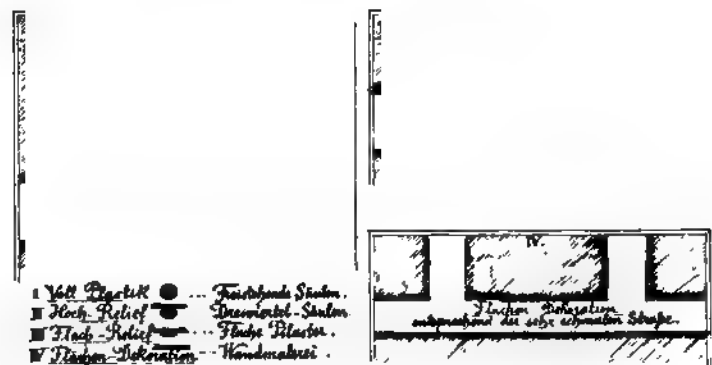 I Voll Plastik ... Freistehende Säulen.
II Hoch-Relief Dreiviertel-Säulen
III Flach-Relief Flache Pilaster.
IV Flächen-Dekoration ... Wandmalerei.
IV.
Flächen Dekoration
entsprechend der sehr schmalen Straße.